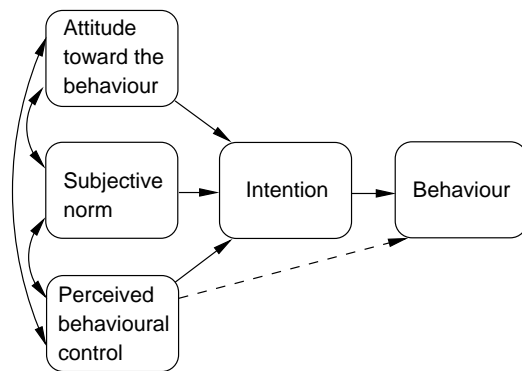 Attitude
toward the
behaviour
Subjective
norm
Intention
Behaviour
Perceived
behavioural
control